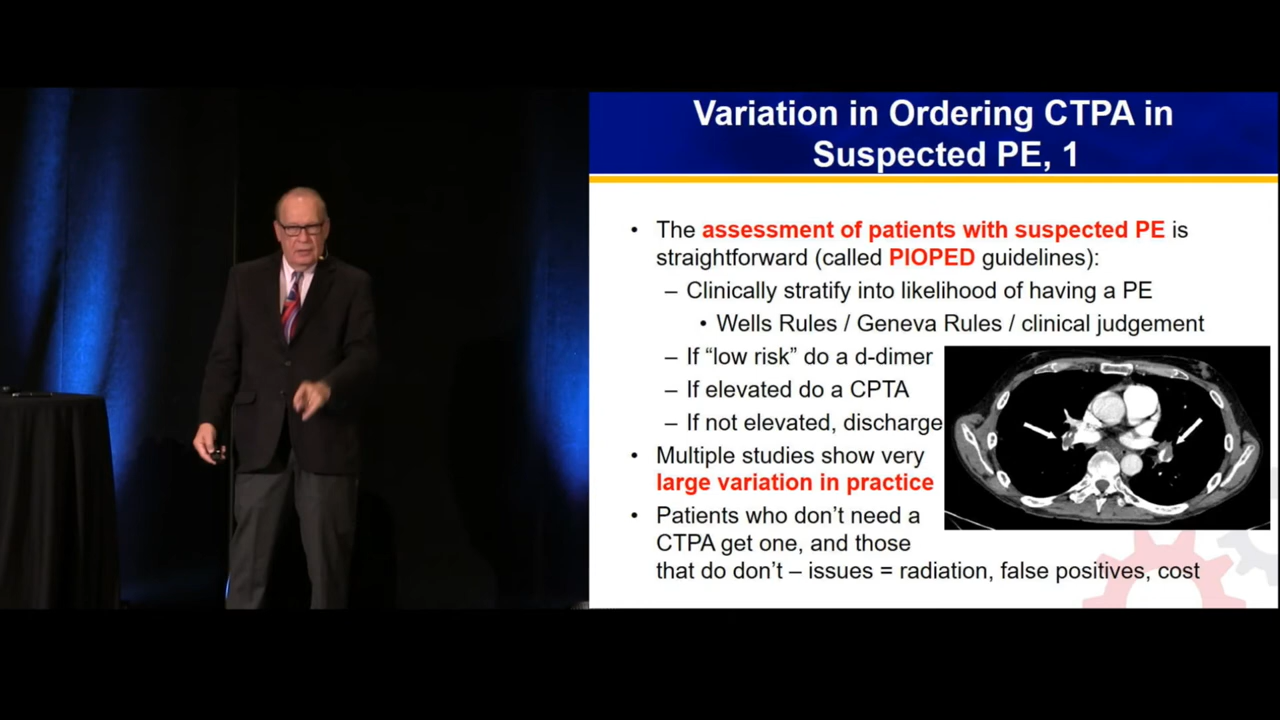 Variation in Ordering CTPA in
Suspected PE, 1
• The assessment of patients with suspected PE is
straightforward (called PIOPED guidelines):
– Clinically stratify into likelihood of having a PE
• Wells Rules / Geneva Rules / clinical judgement
– If “low risk” do a d-dimer
– If elevated do a CPTA
– If not elevated, discharge
• Multiple studies show very
large variation in practice
• Patients who don’t need a
CTPA get one, and those
that do don’t – issues = radiation, false positives, cost